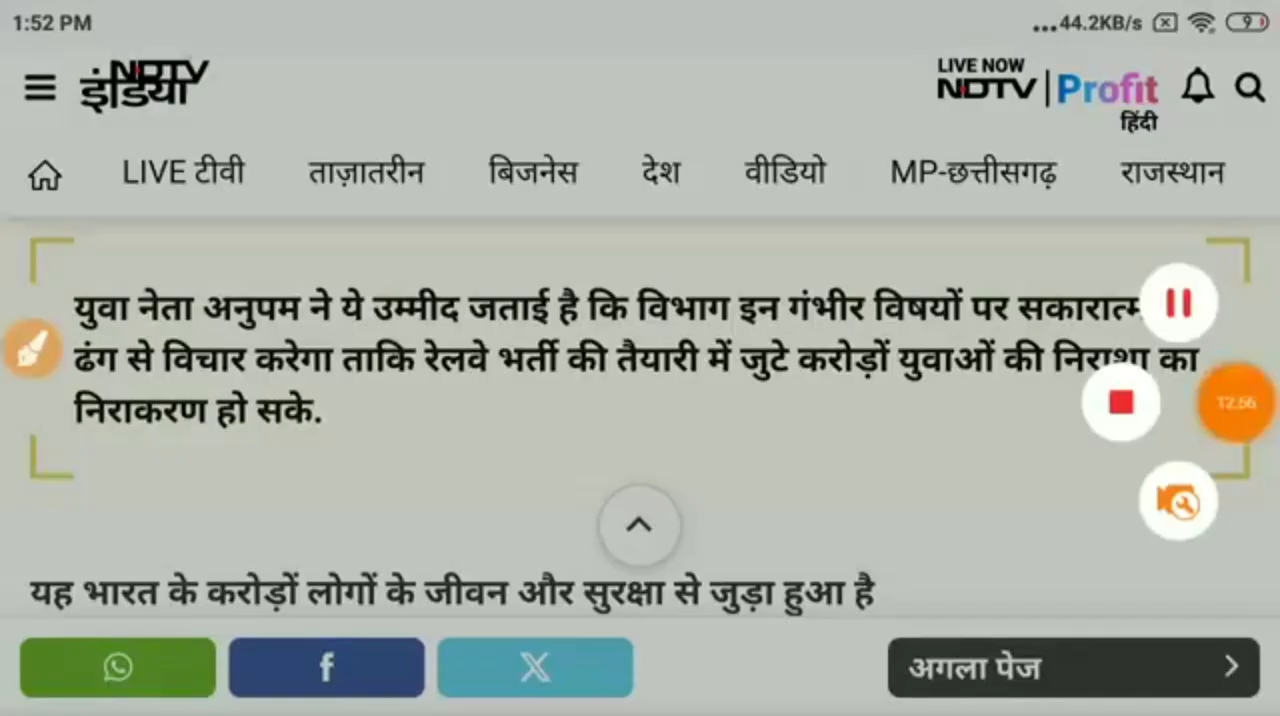 1:52 PM
...44.2KB/s
9
NDTV
इंडिया
LIVE NOW
NDTV | Profit
हिंदी
LIVE टीवी ताज़ातरीन बिजनेस देश वीडियो MP-छत्तीसगढ़ राजस्थान
युवा नेता अनुपम ने ये उम्मीद जताई है कि विभाग इन गंभीर विषयों पर
ढंग से विचार करेगा ताकि रेलवे भर्ती की तैयारी में जुटे करोड़ों युवाओं की निराशा का
निराकरण हो सके.
यह भारत के करोड़ों लोगों के जीवन और सुरक्षा से जुड़ा हुआ है
f
X
अगला पेज